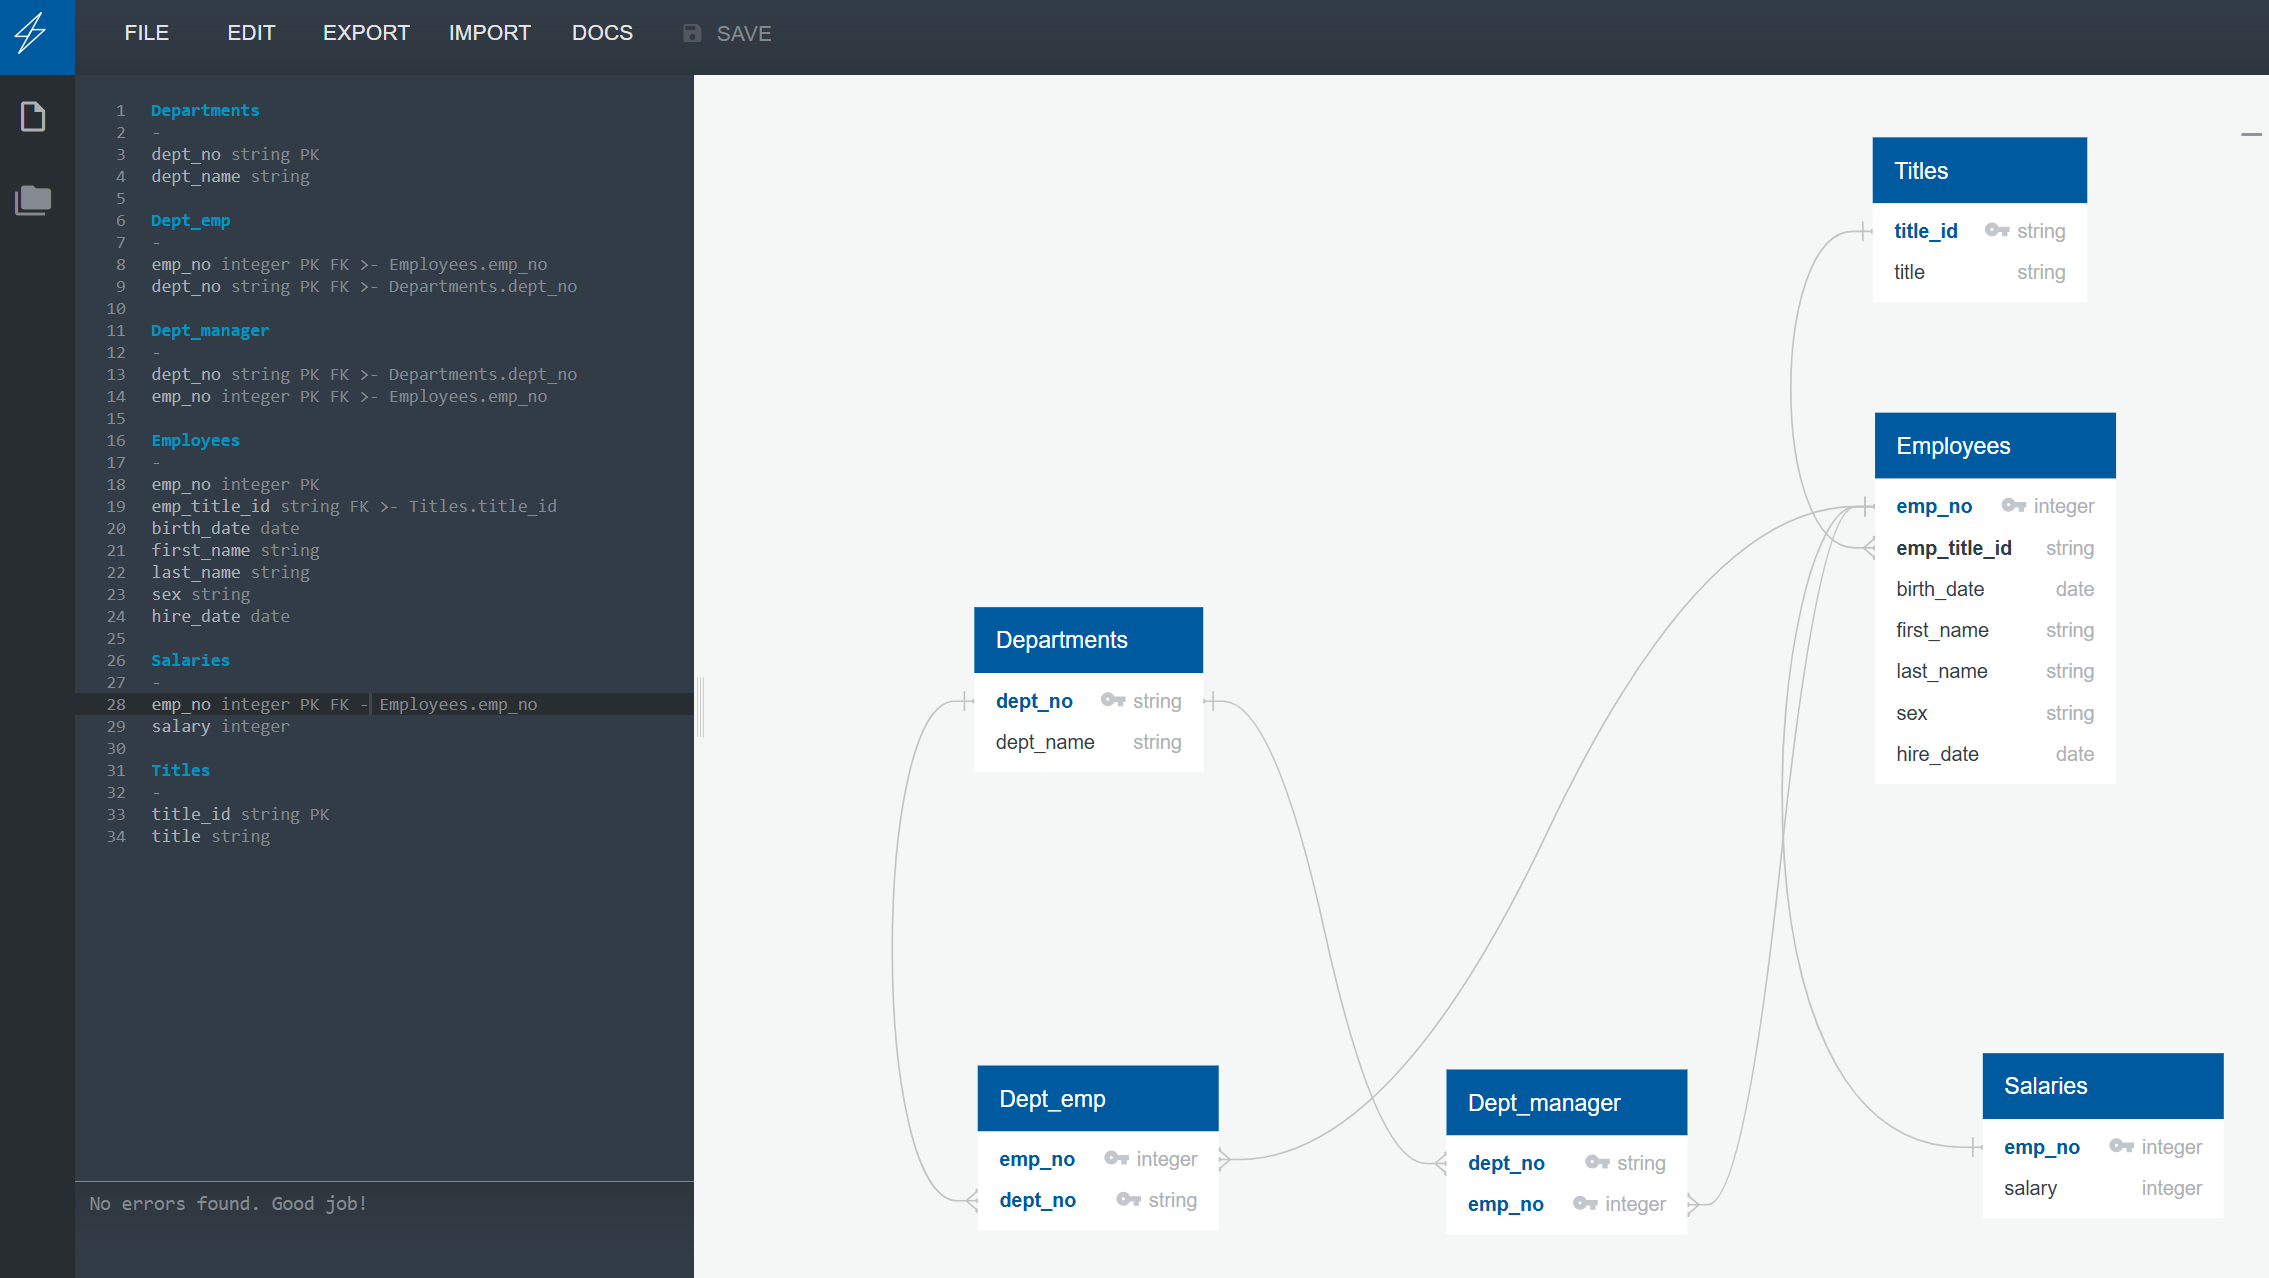 FILE EDIT EXPORT IMPORT DOCS SAVE
1 Departments
2 -
3 dept_no string PK
4 dept_name string
5
6 Dept_emp
7 -
8 emp_no integer PK FK >- Employees.emp_no
9 dept_no string PK FK >- Departments.dept_no
10
11 Dept_manager
12 -
13 dept_no string PK FK >- Departments.dept_no
14 emp_no integer PK FK >- Employees.emp_no
15
16 Employees
17 -
18 emp_no integer PK
19 emp_title_id string FK >- Titles.title_id
20 birth_date date
21 first_name string
22 last_name string
23 sex string
24 hire_date date
25
26 Salaries
27 -
28 emp_no integer PK FK - Employees.emp_no
29 salary integer
30
31 Titles
32 -
33 title_id string PK
34 title string
No errors found. Good job!
Titles
title_id string
title string
Employees
emp_no integer
emp_title_id string
birth_date date
first_name string
last_name string
sex string
hire_date date
Departments
dept_no string
dept_name string
Dept_emp
emp_no integer
dept_no string
Dept_manager
dept_no string
emp_no integer
Salaries
emp_no integer
salary integer